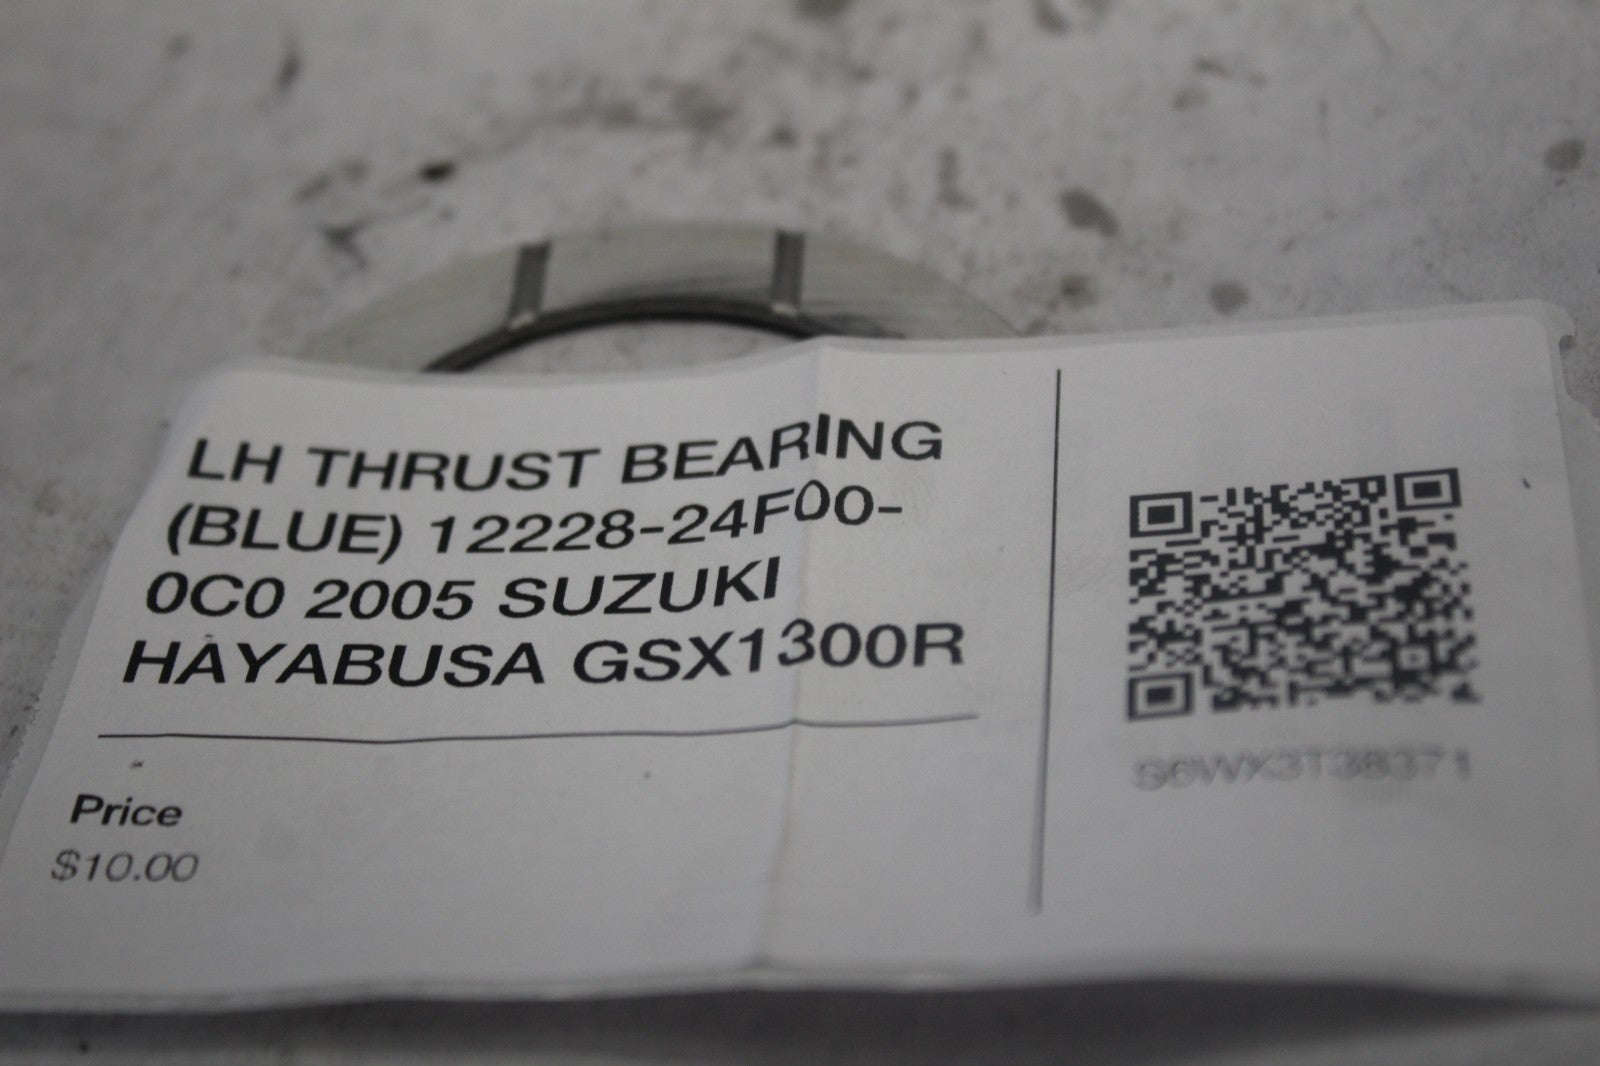 LH THRUST BEARING
(BLUE) 12228-24F00-
0C0 2005 SUZUKI
HAYABUSA GSX1300R
Price
$10.00
S6WX3T38371